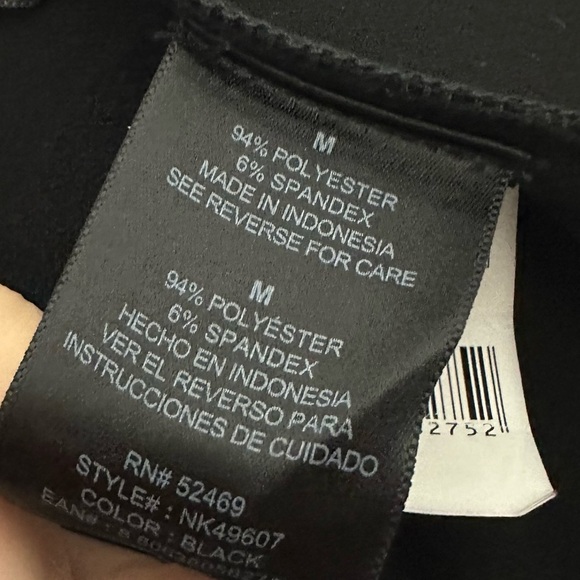 M
94% POLYESTER
6% SPANDEX
MADE IN INDONESIA
SEE REVERSE FOR CARE
M
94% POLYÉSTER
6% SPANDEX
HECHO EN INDONESIA
VER EL REVERSO PARA
INSTRUCCIONES DE CUIDADO
RN# 52469
STYLE# : NK49607
COLOR : BLACK
EAN# :
2752